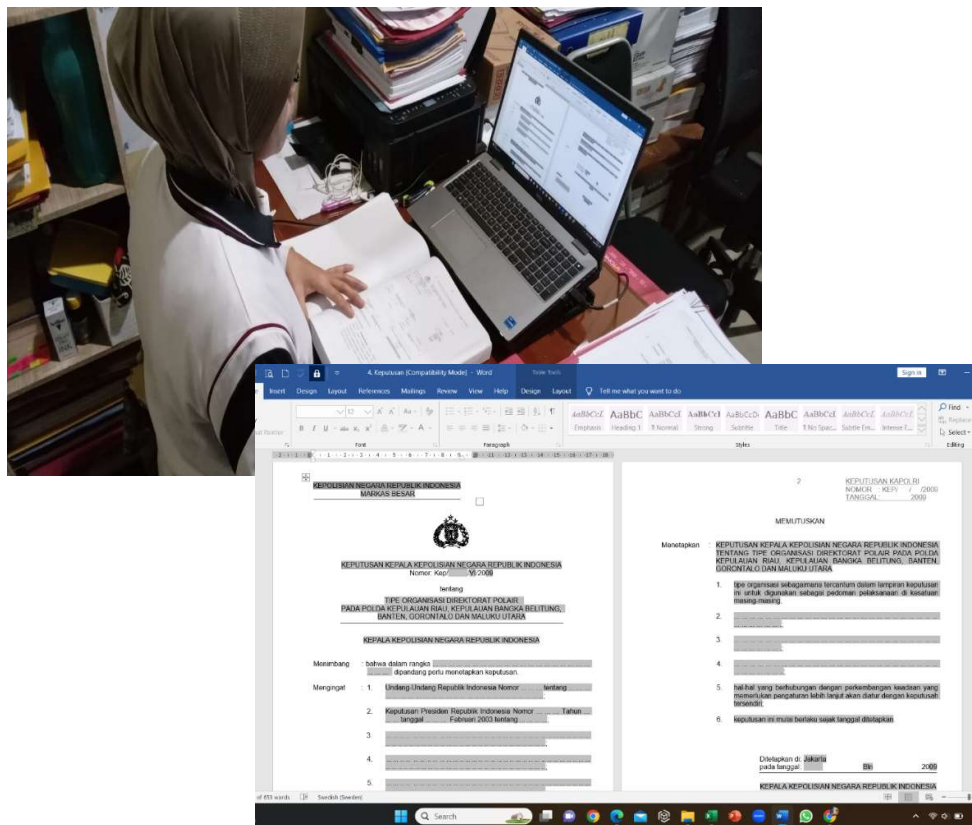 4. Keputusan [Compatibility Mode] - Word
Table Tools
Sign in
Insert Design Layout References Mailings Review View Help Design Layout Tell me what you want to do
12
Find
Replace
Select
Emphasis Heading 1 ¶ Normal Strong Subtitle Title ¶ No Spac... Subtle Em... Intense E...
Font Paragraph Styles Editing
KEPOLISIAN NEGARA REPUBLIK INDONESIA
MARKAS BESAR
KEPUTUSAN KEPALA KEPOLISIAN NEGARA REPUBLIK INDONESIA
Nomor: Kep/ /VI/2009
tentang
TIPE ORGANISASI DIREKTORAT POLAIR
PADA POLDA KEPULAUAN RIAU, KEPULAUAN BANGKA BELITUNG,
BANTEN, GORONTALO DAN MALUKU UTARA
KEPALA KEPOLISIAN NEGARA REPUBLIK INDONESIA
Menimbang : bahwa dalam rangka ........
........ dipandang perlu menetapkan keputusan.
Mengingat : 1. Undang-Undang Republik Indonesia Nomor ........ tentang ........
2. Keputusan Presiden Republik Indonesia Nomor ........ Tahun ....
.... tanggal ........ Februari 2003 tentang ........
3.
4.
5.
2
KEPUTUSAN KAPOLRI
NOMOR : KEP/ / /2009
TANGGAL: 2009
MEMUTUSKAN
Menetapkan : KEPUTUSAN KEPALA KEPOLISIAN NEGARA REPUBLIK INDONESIA
TENTANG TIPE ORGANISASI DIREKTORAT POLAIR PADA POLDA
KEPULAUAN RIAU, KEPULAUAN BANGKA BELITUNG, BANTEN,
GORONTALO DAN MALUKU UTARA
1. tipe organisasi sebagaimana tercantum dalam lampiran keputusan
ini untuk digunakan sebagai pedoman pelaksanaan di kesatuan
masing-masing.
2.
3.
4.
5. hal-hal yang berhubungan dengan perkembangan keadaan yang
memerlukan pengaturan lebih lanjut akan diatur dengan keputusan
tersendiri.
6. keputusan ini mulai berlaku sejak tanggal ditetapkan.
Ditetapkan di: Jakarta
pada tanggal: Bln 2009
KEPALA KEPOLISIAN NEGARA REPUBLIK INDONESIA
of 653 words Swedish (Sweden)
Search